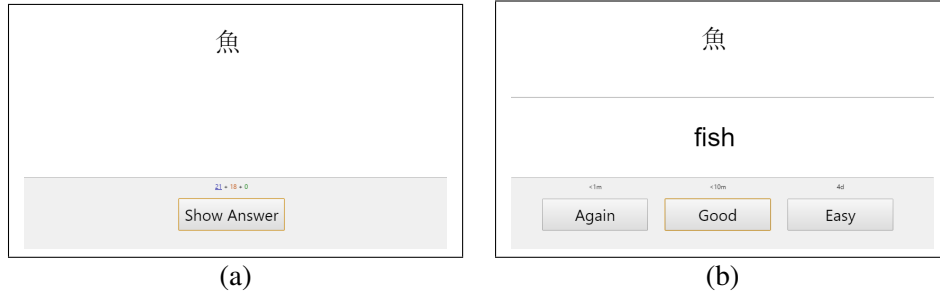 魚
21 + 18 + 0
Show Answer
(a)
魚
fish
<1m <10m 4d
Again Good Easy
(b)